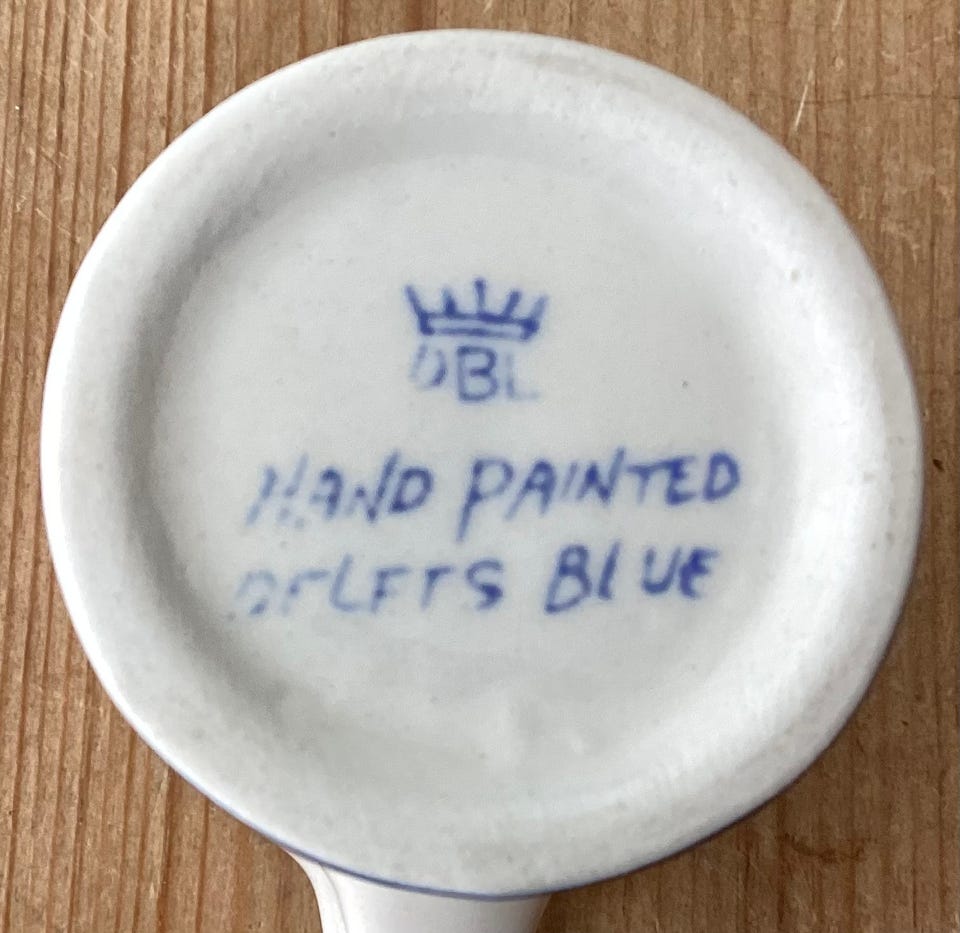 DBL
HAND PAINTED
DELFTS BLUE